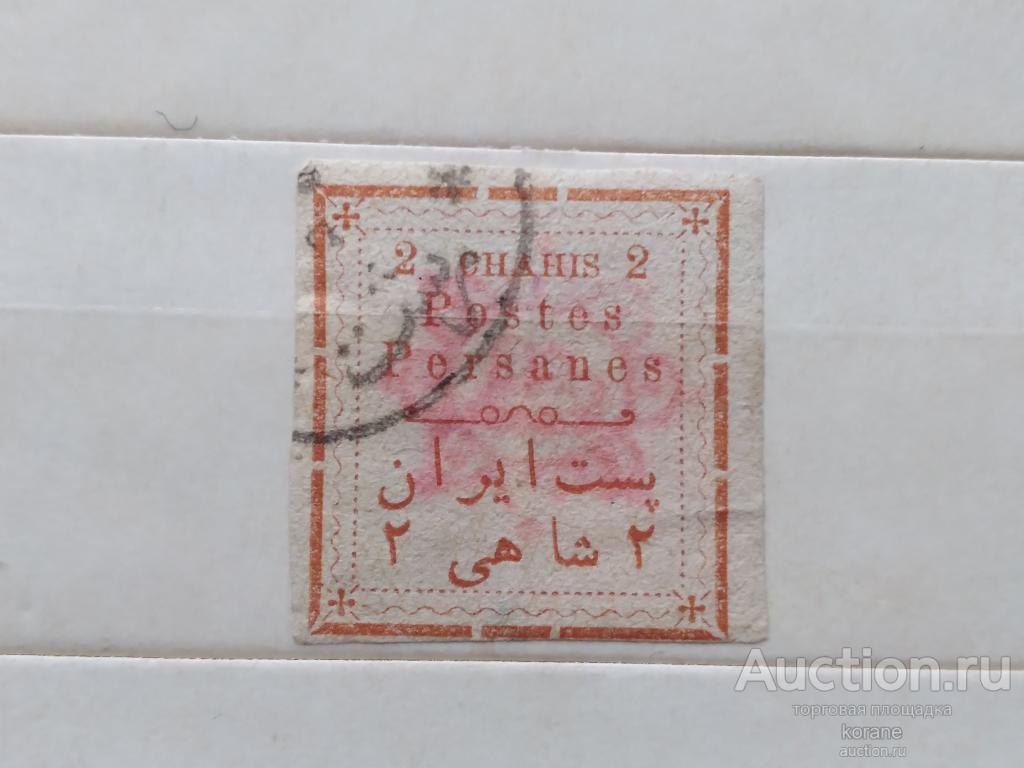 2 CHAHIS 2
Postes
Persanes
پست ایران
۲ شاهی ۲
Auction.ru
торговая площадка
korane
auction.ru